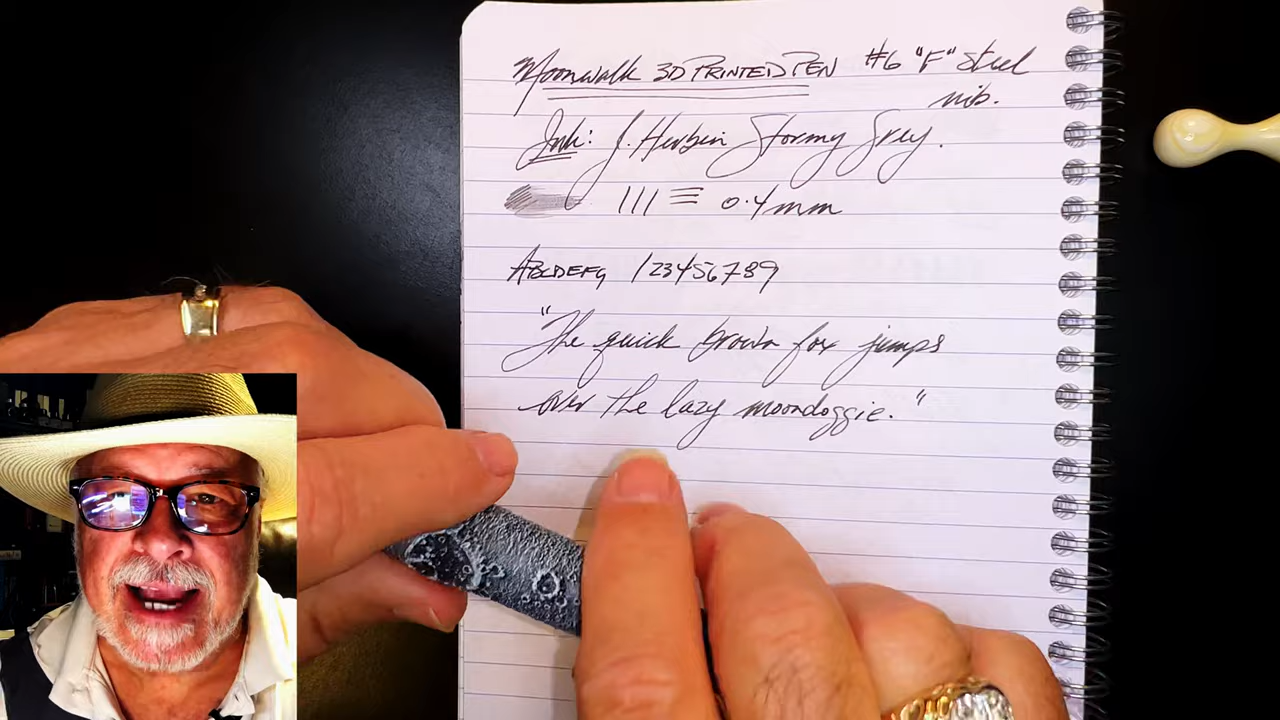 Moonwalk 3D PRINTED PEN #6 "F" Steel
nib.
Ink: J. Herbin Stormy Grey.
111 ≡ 0.4mm
ABCDEFG 123456789
"The quick brown fox jumps
over the lazy moondoggie."